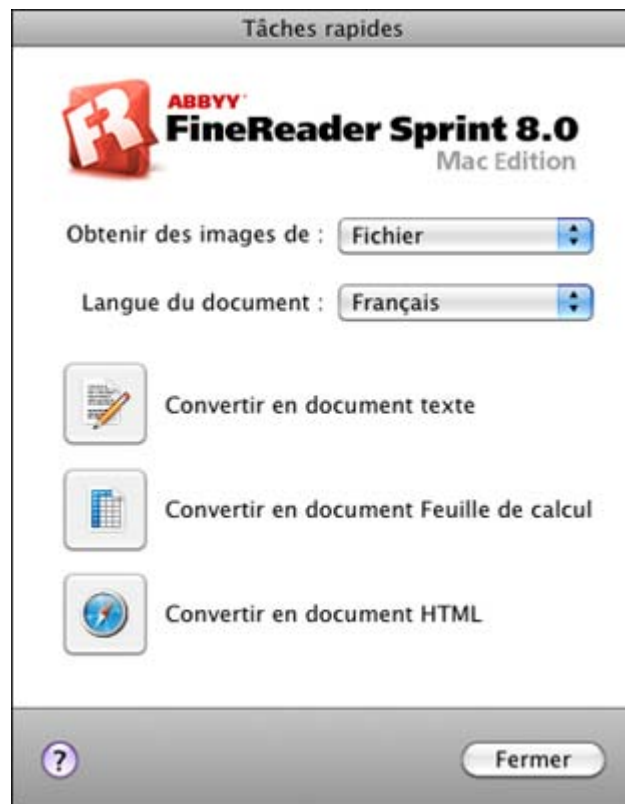 Tâches rapides
ABBYY
FineReader Sprint 8.0
Mac Edition
Obtenir des images de : Fichier
Langue du document : Français
Convertir en document texte
Convertir en document Feuille de calcul
Convertir en document HTML
? Fermer